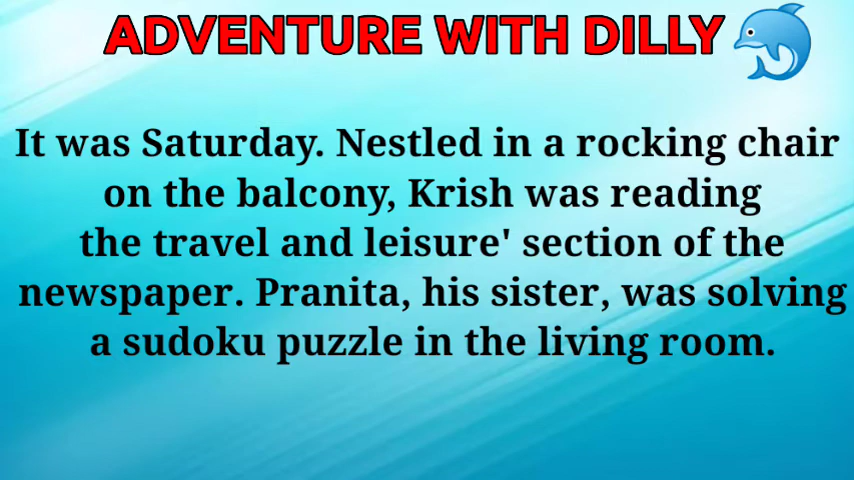 ADVENTURE WITH DILLY
It was Saturday. Nestled in a rocking chair
on the balcony, Krish was reading
the travel and leisure' section of the
newspaper. Pranita, his sister, was solving
a sudoku puzzle in the living room.